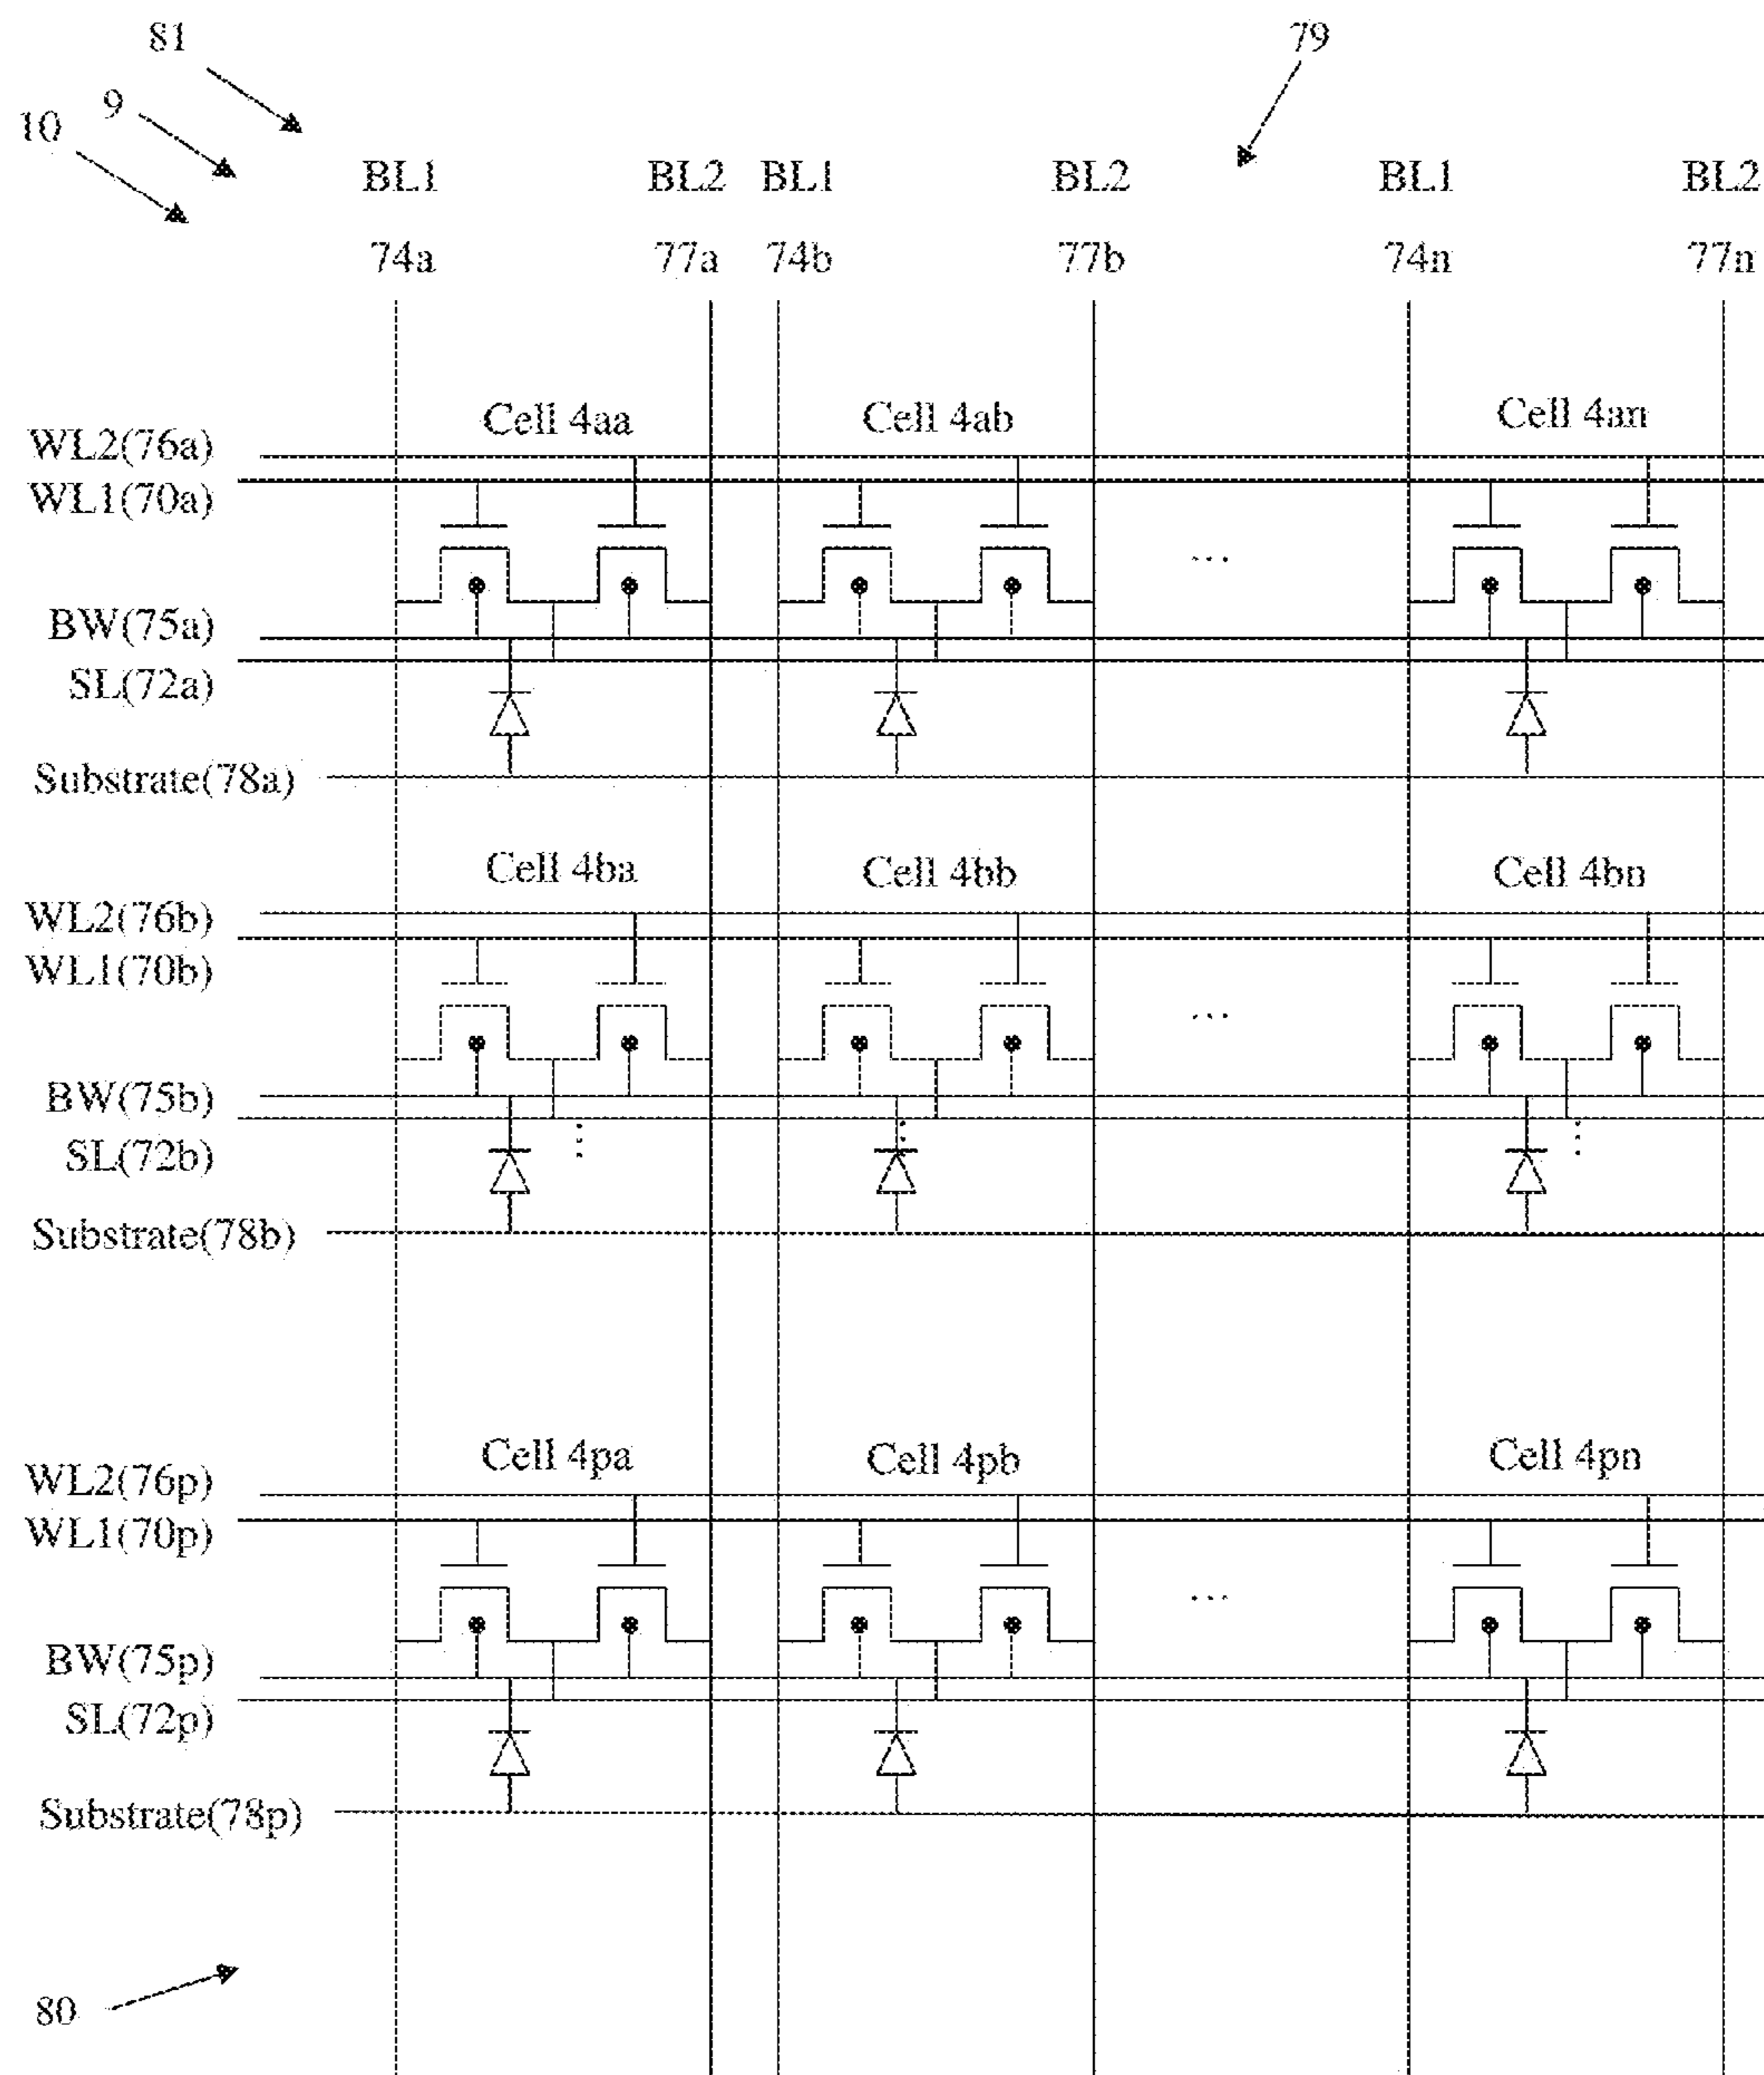 81
79
9
10
BL1 BL2 BL1 BL2 BL1 BL2
74a 77a 74b 77b 74n 77n
Cell 4aa Cell 4ab Cell 4an
WL2(76a)
WL1(70a)
...
BW(75a)
SL(72a)
Substrate(78a)
Cell 4ba Cell 4bb Cell 4bn
WL2(76b)
WL1(70b)
...
BW(75b)
SL(72b)
Substrate(78b)
Cell 4pa Cell 4pb Cell 4pn
WL2(76p)
WL1(70p)
...
BW(75p)
SL(72p)
Substrate(78p)
80